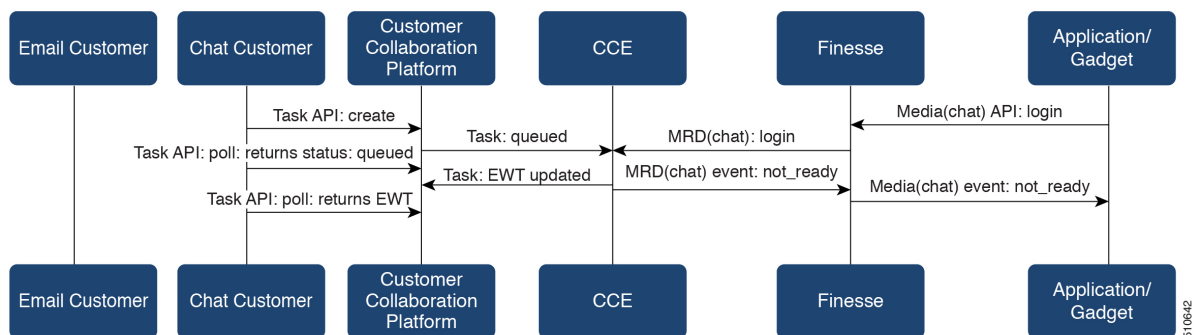 Email Customer
Chat Customer
Customer
Collaboration
Platform
CCE
Finesse
Application/
Gadget
Task API: create
Media(chat) API: login
Task: queued
MRD(chat): login
Task API: poll: returns status: queued
Task: EWT updated
MRD(chat) event: not_ready
Media(chat) event: not_ready
Task API: poll: returns EWT
Email Customer
Chat Customer
Customer
Collaboration
Platform
CCE
Finesse
Application/
Gadget
510642